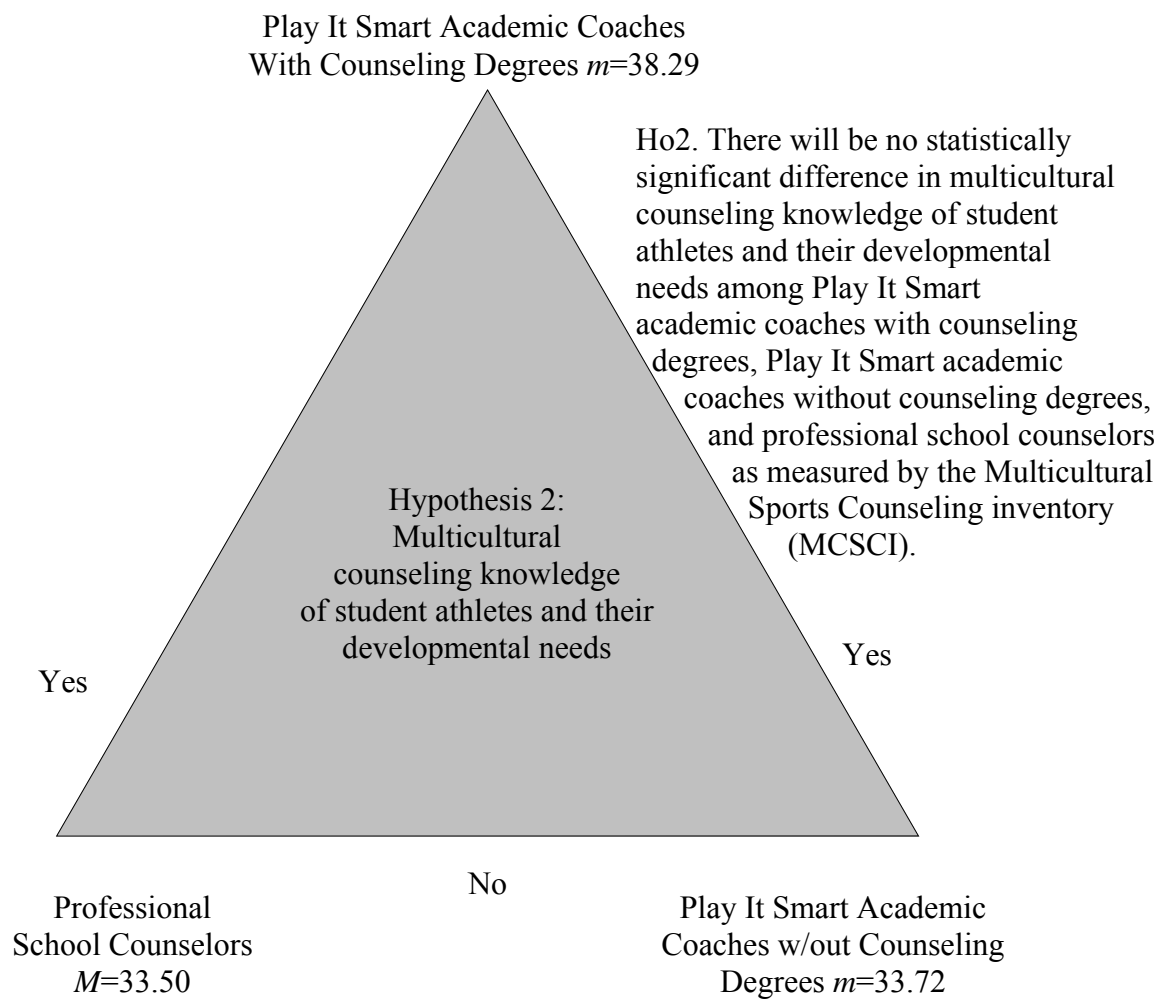 Play It Smart Academic Coaches
With Counseling Degrees m=38.29
Ho2. There will be no statistically
significant difference in multicultural
counseling knowledge of student
athletes and their developmental
needs among Play It Smart
academic coaches with counseling
degrees, Play It Smart academic
coaches without counseling degrees,
and professional school counselors
as measured by the Multicultural
Sports Counseling inventory
(MCSCI).
Hypothesis 2:
Multicultural
counseling knowledge
of student athletes and their
developmental needs
Yes
Yes
No
Professional
School Counselors
M=33.50
Play It Smart Academic
Coaches w/out Counseling
Degrees m=33.72